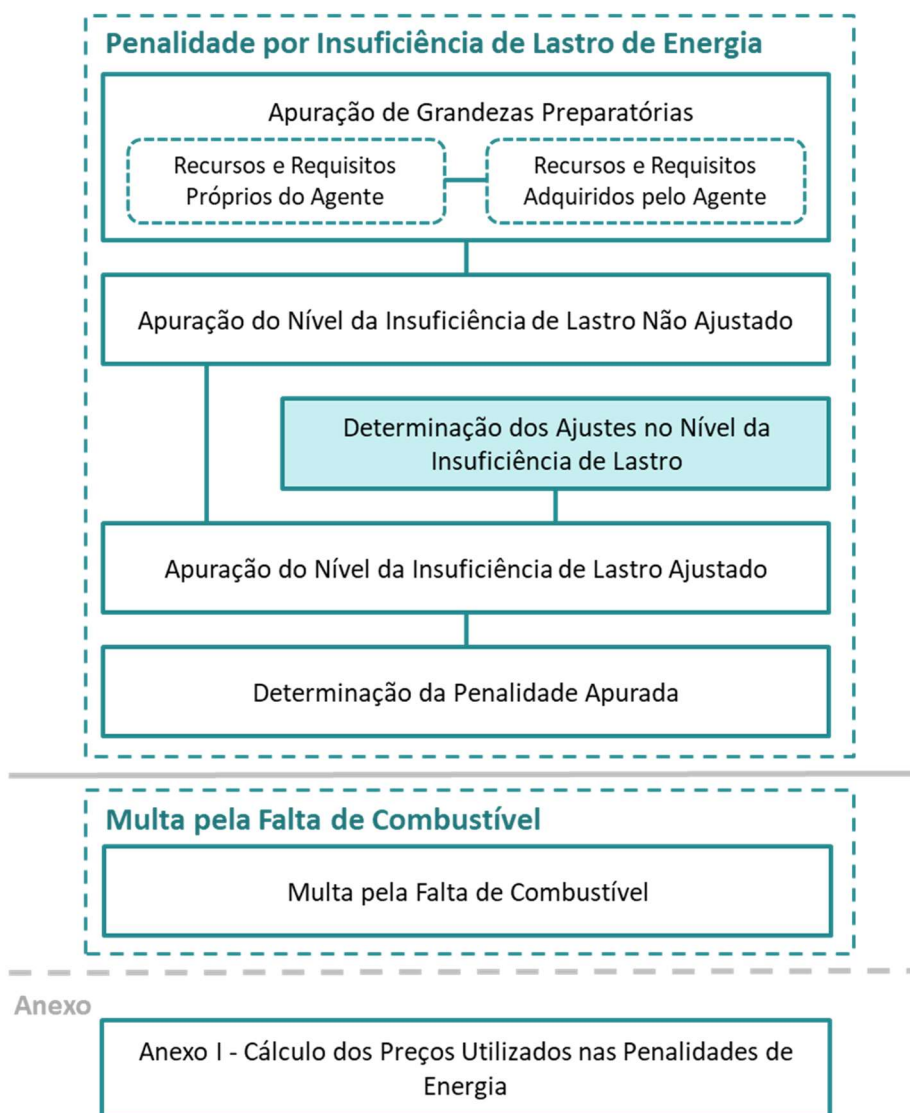 Penalidade por Insuficiência de Lastro de Energia
Apuração de Grandezas Preparatórias
Recursos e Requisitos
Próprios do Agente
Recursos e Requisitos
Adquiridos pelo Agente
Apuração do Nível da Insuficiência de Lastro Não Ajustado
Determinação dos Ajustes no Nível da
Insuficiência de Lastro
Apuração do Nível da Insuficiência de Lastro Ajustado
Determinação da Penalidade Apurada
Multa pela Falta de Combustível
Multa pela Falta de Combustível
Anexo
Anexo I - Cálculo dos Preços Utilizados nas Penalidades de
Energia